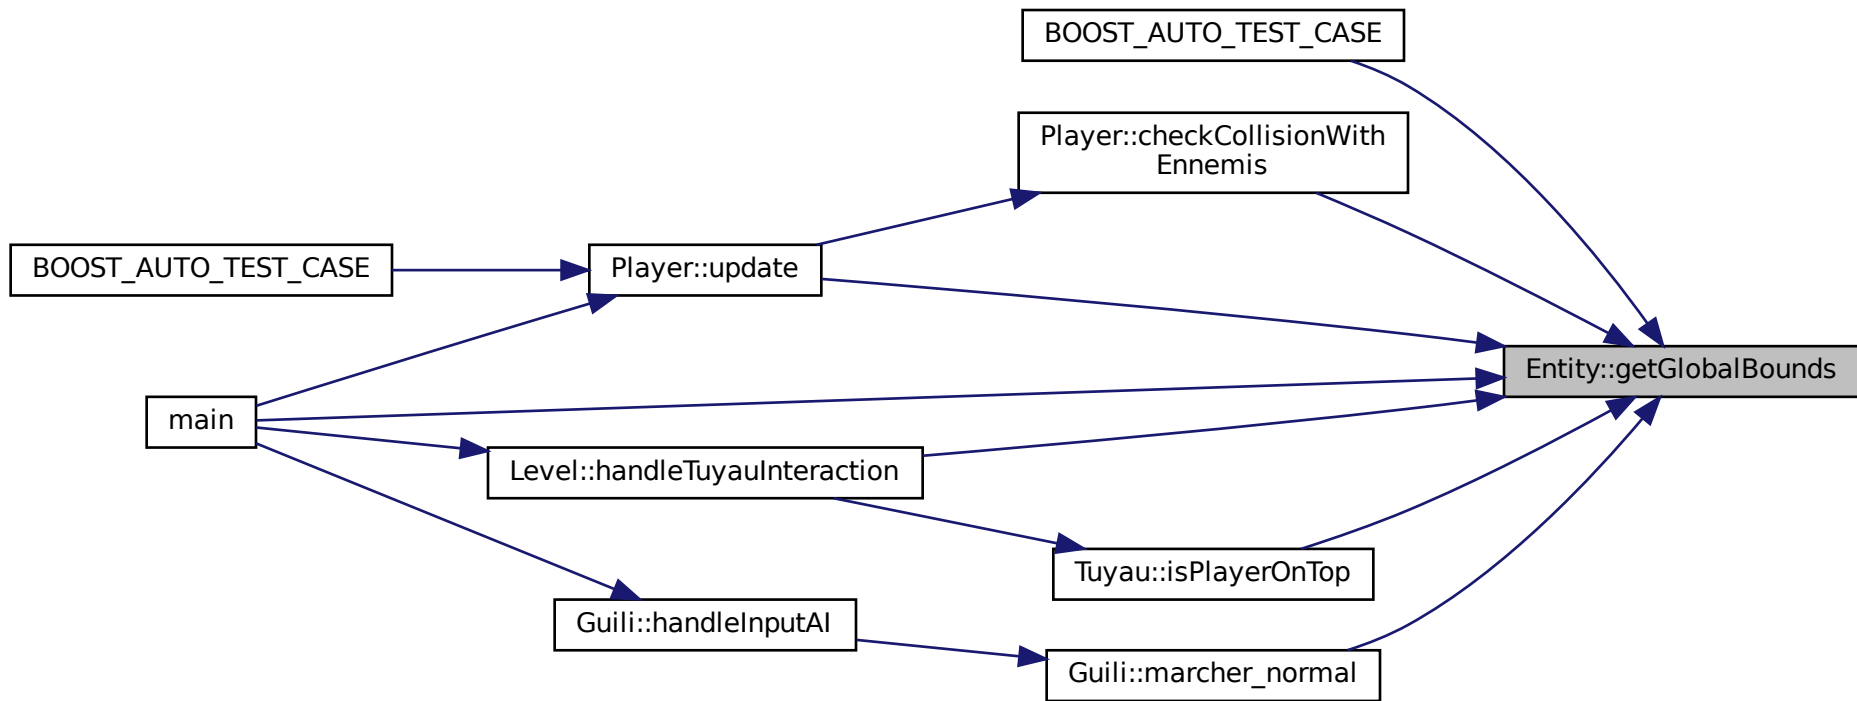 BOOST_AUTO_TEST_CASE
Player::checkCollisionWith
Ennemis
BOOST_AUTO_TEST_CASE
Player::update
Entity::getGlobalBounds
main
Level::handleTuyauInteraction
Tuyau::isPlayerOnTop
Guili::handleInputAI
Guili::marcher_normal